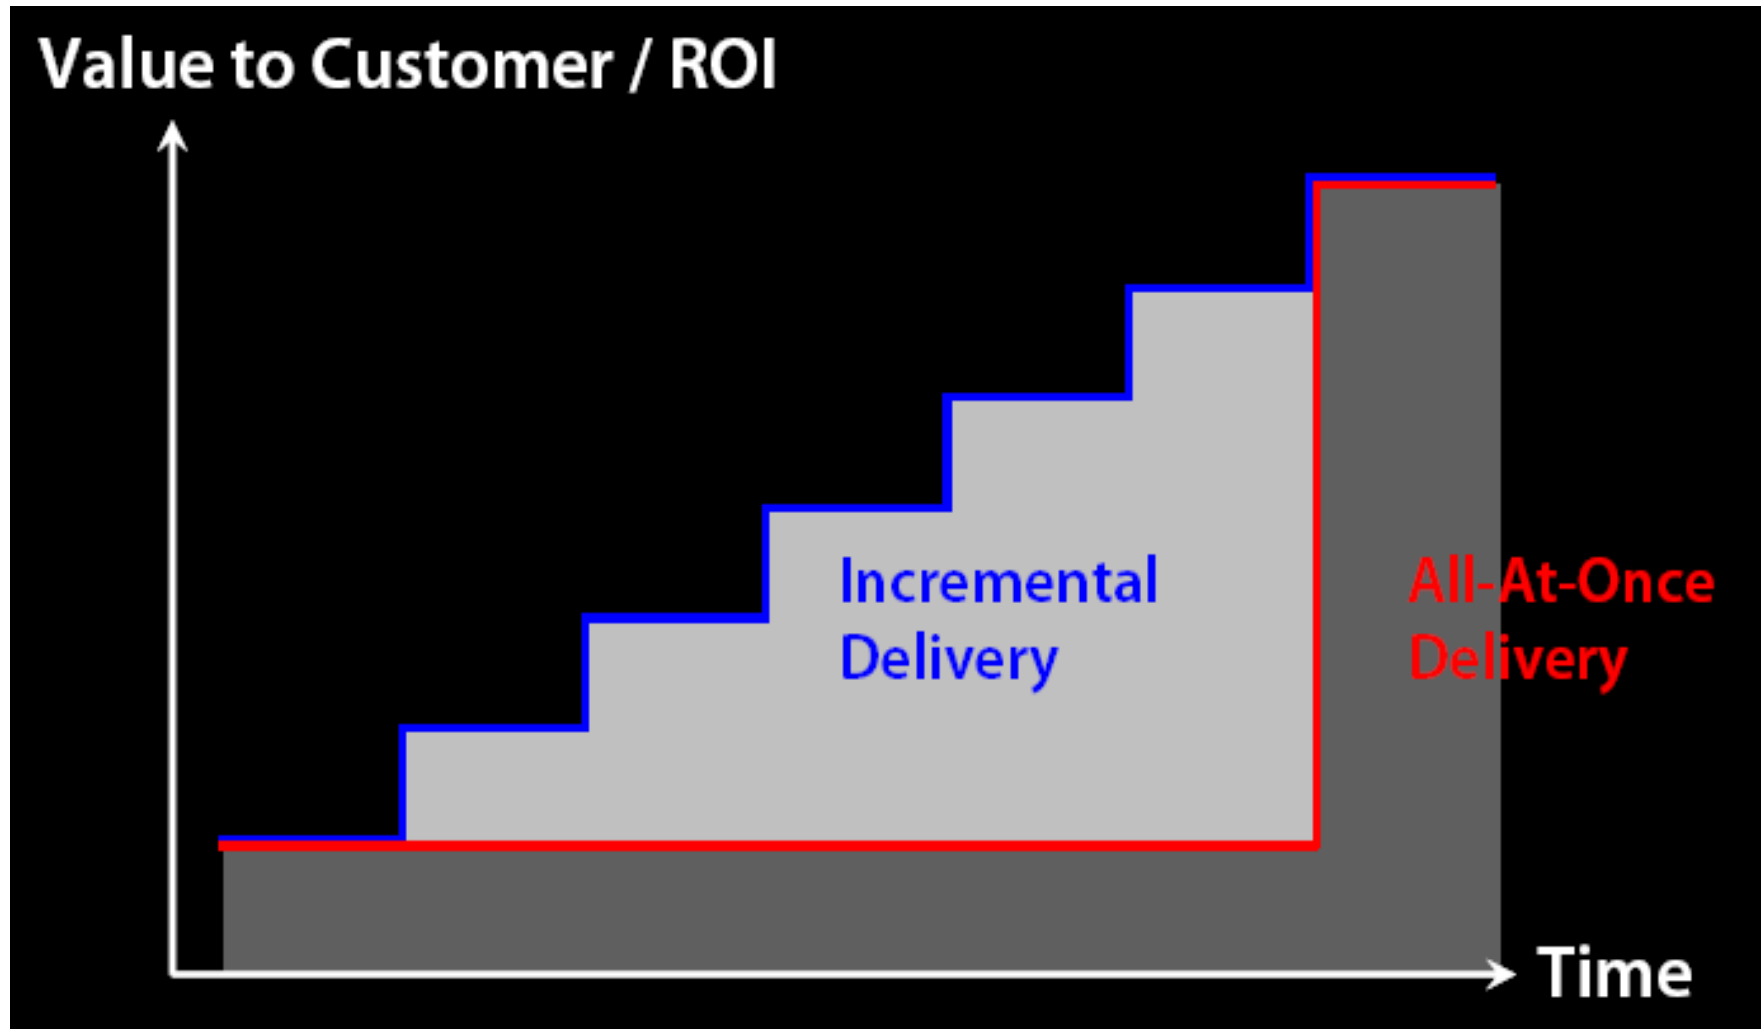 Value to Customer / ROI
Incremental
Delivery
All-At-Once
Delivery
Time